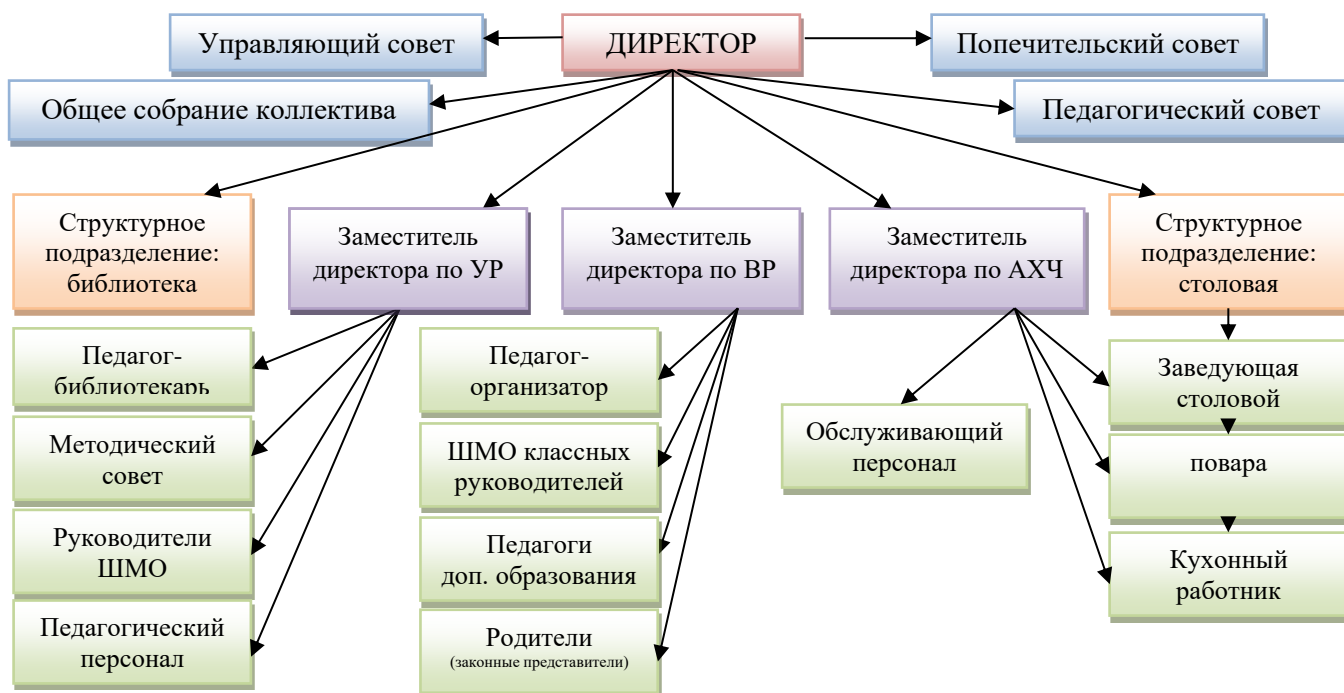 Управляющий совет
ДИРЕКТОР
Попечительский совет
Общее собрание коллектива
Педагогический совет
Структурное
подразделение:
библиотека
Заместитель
директора по УР
Заместитель
директора по ВР
Заместитель
директора по АХЧ
Структурное
подразделение:
столовая
Педагог-
библиотекарь
Методический
совет
Руководители
ШМО
Педагогический
персонал
Педагог-
организатор
ШМО классных
руководителей
Педагоги
доп. образования
Родители
(законные представители)
Обслуживающий
персонал
Заведующая
столовой
повара
Кухонный
работник